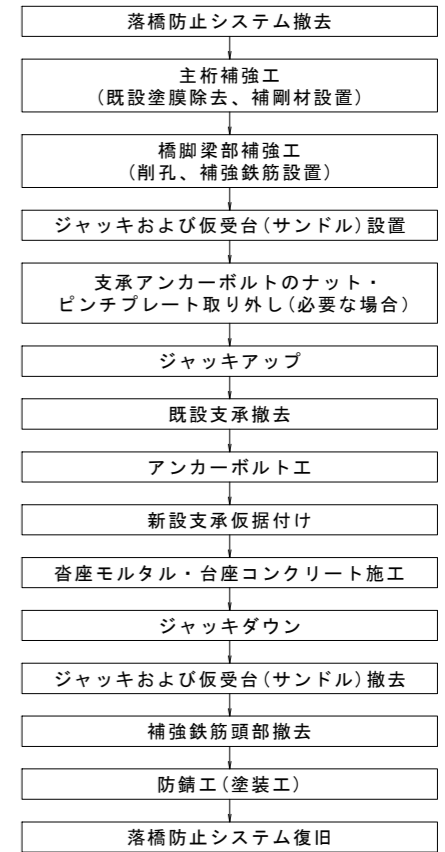 落橋防止システム撤去
主桁補強工
(既設塗膜除去、補剛材設置)
橋脚梁部補強工
(削孔、補強鉄筋設置)
ジャッキおよび仮受台(サンドル)設置
支承アンカーボルトのナット・
ピンチプレート取り外し(必要な場合)
ジャッキアップ
既設支承撤去
アンカーボルト工
新設支承仮据付け
沓座モルタル・台座コンクリート施工
ジャッキダウン
ジャッキおよび仮受台(サンドル)撤去
補強鉄筋頭部撤去
防錆工(塗装工)
落橋防止システム復旧